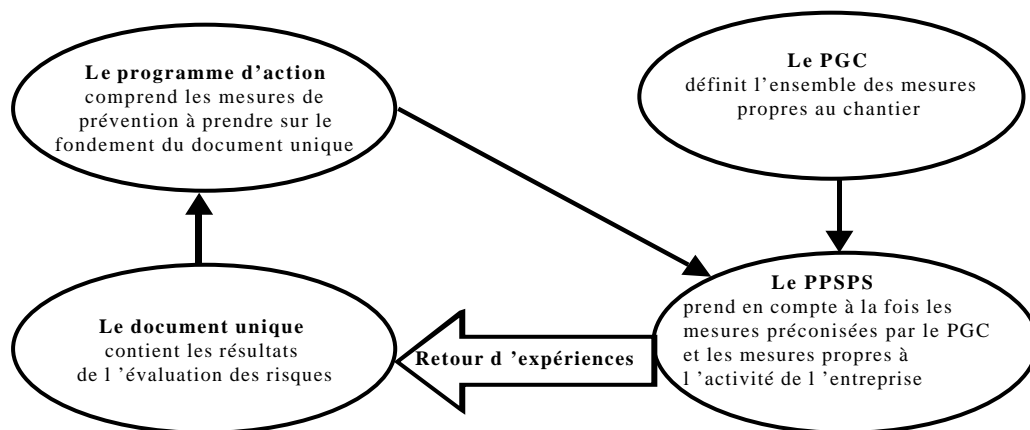 Le programme d’action
comprend les mesures de
prévention à prendre sur le
fondement du document unique
Le PGC
définit l’ensemble des mesures
propres au chantier
Le document unique
contient les résultats
de l ’évaluation des risques
Retour d ’expériences
Le PPSPS
prend en compte à la fois les
mesures préconisées par le PGC
et les mesures propres à
l ’activité de l ’entreprise